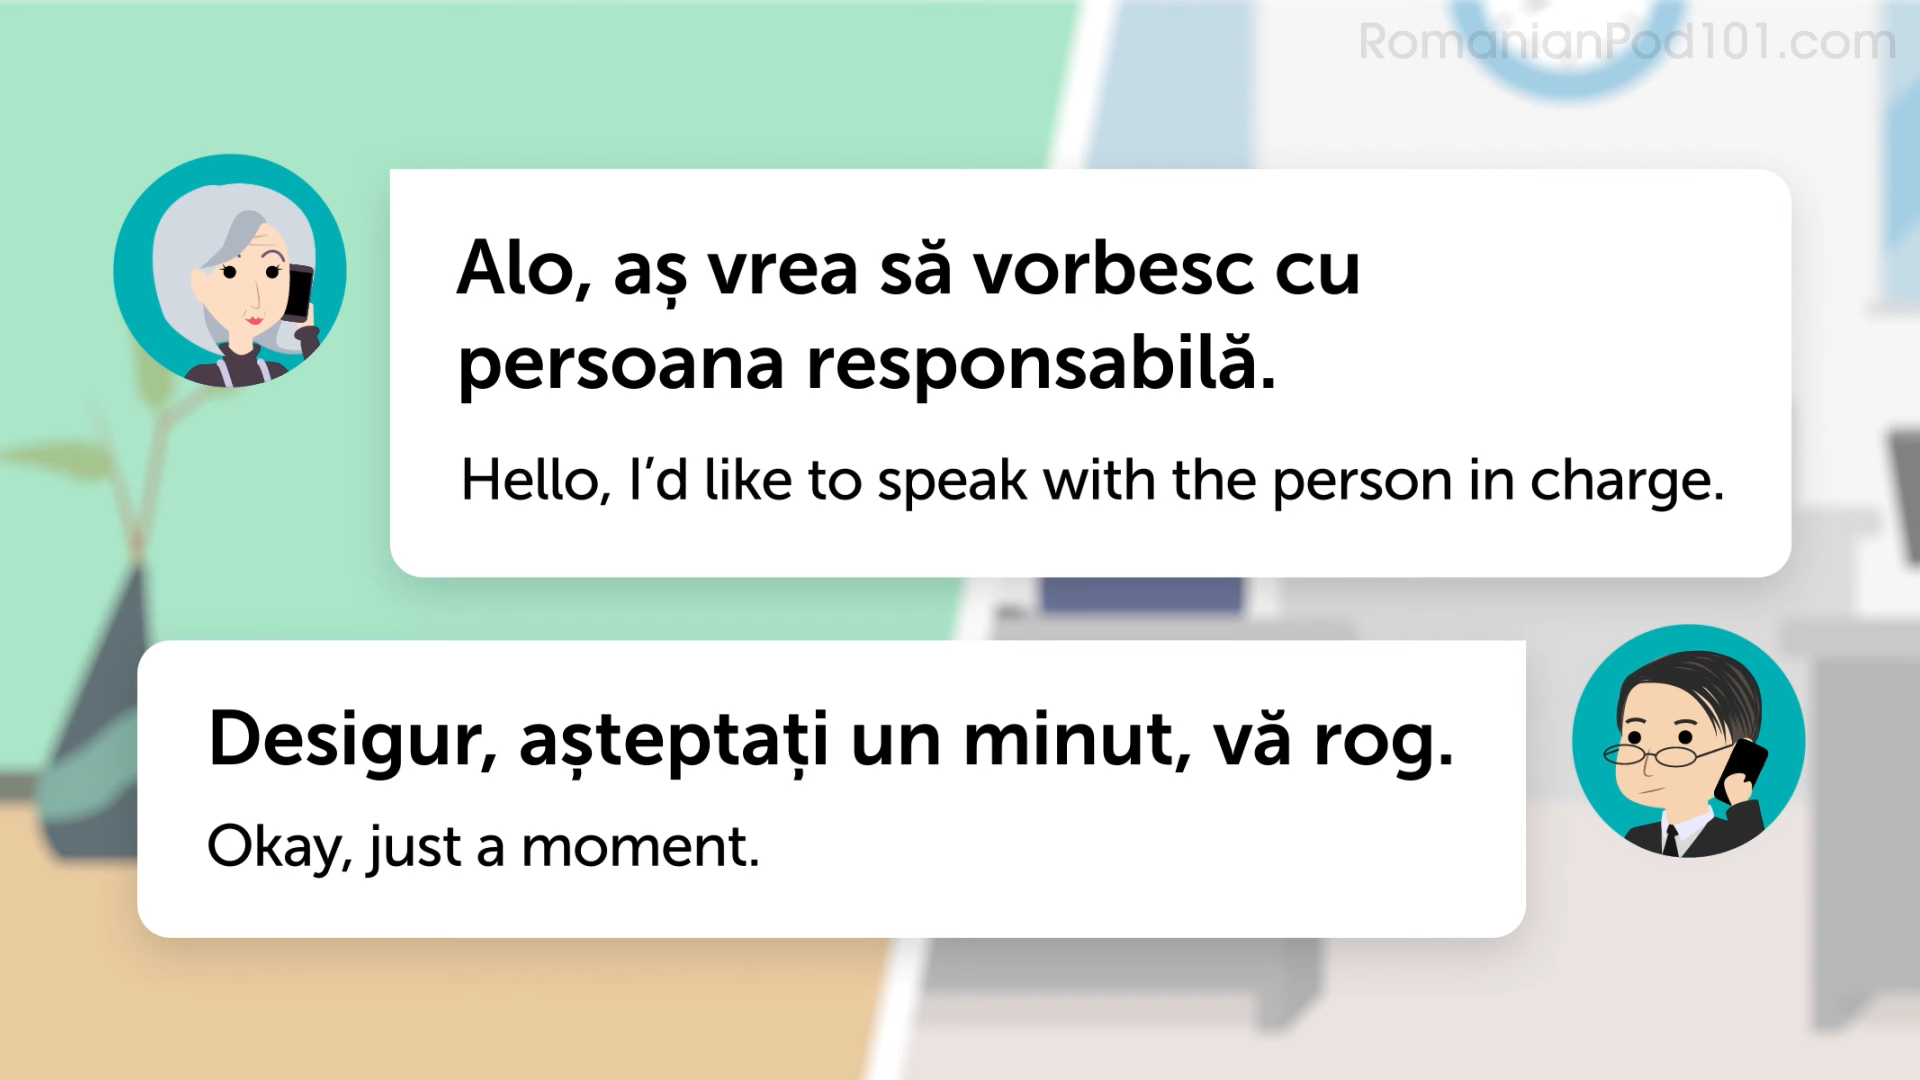 RomanianPod101.com
Alo, aș vrea să vorbesc cu
persoana responsabilă.
Hello, I’d like to speak with the person in charge.
Desigur, așteptați un minut, vă rog.
Okay, just a moment.